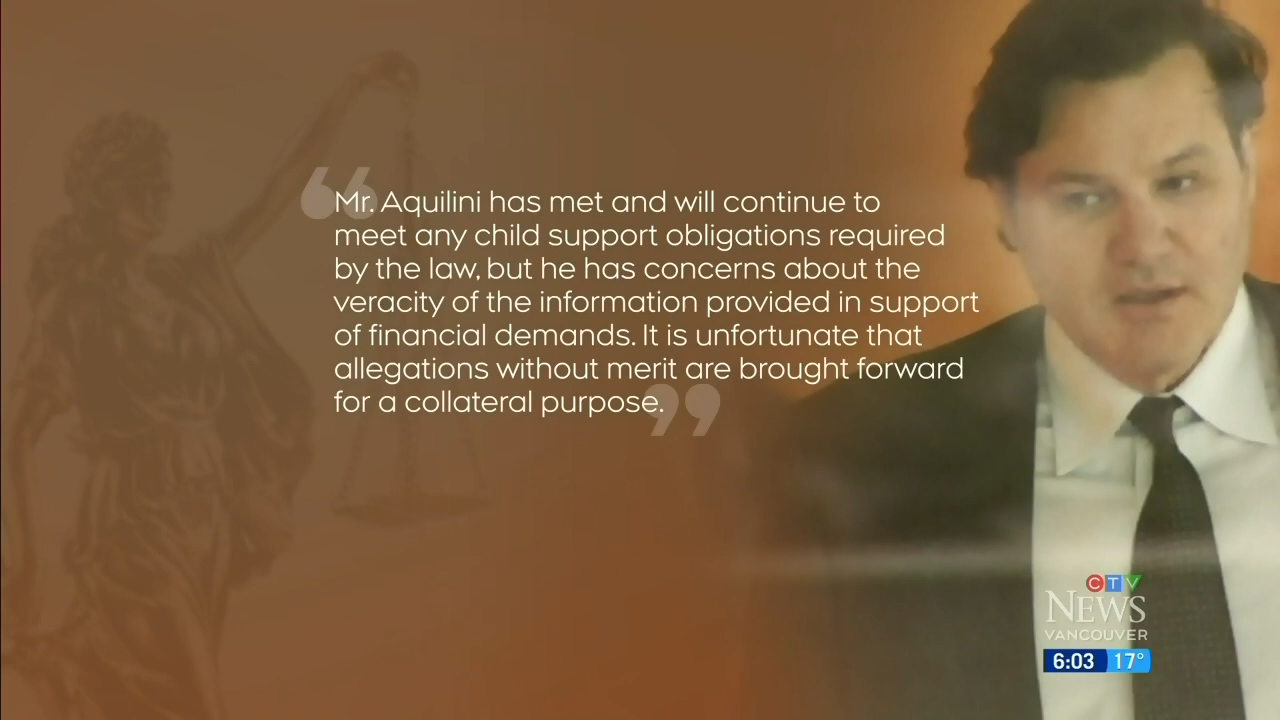 “Mr. Aquilini has met and will continue to
meet any child support obligations required
by the law, but he has concerns about the
veracity of the information provided in support
of financial demands. It is unfortunate that
allegations without merit are brought forward
for a collateral purpose.”
CTV
NEWS
VANCOUVER
6:03 17°